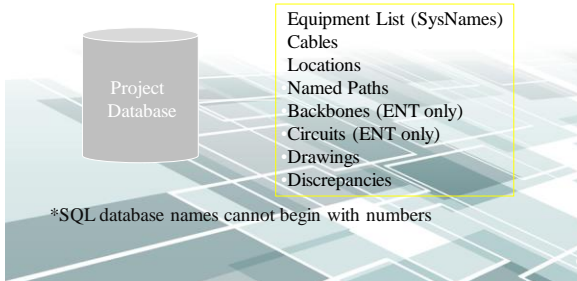 Project
Database
Equipment List (SysNames)
Cables
Locations
Named Paths
Backbones (ENT only)
Circuits (ENT only)
Drawings
Discrepancies
*SQL database names cannot begin with numbers